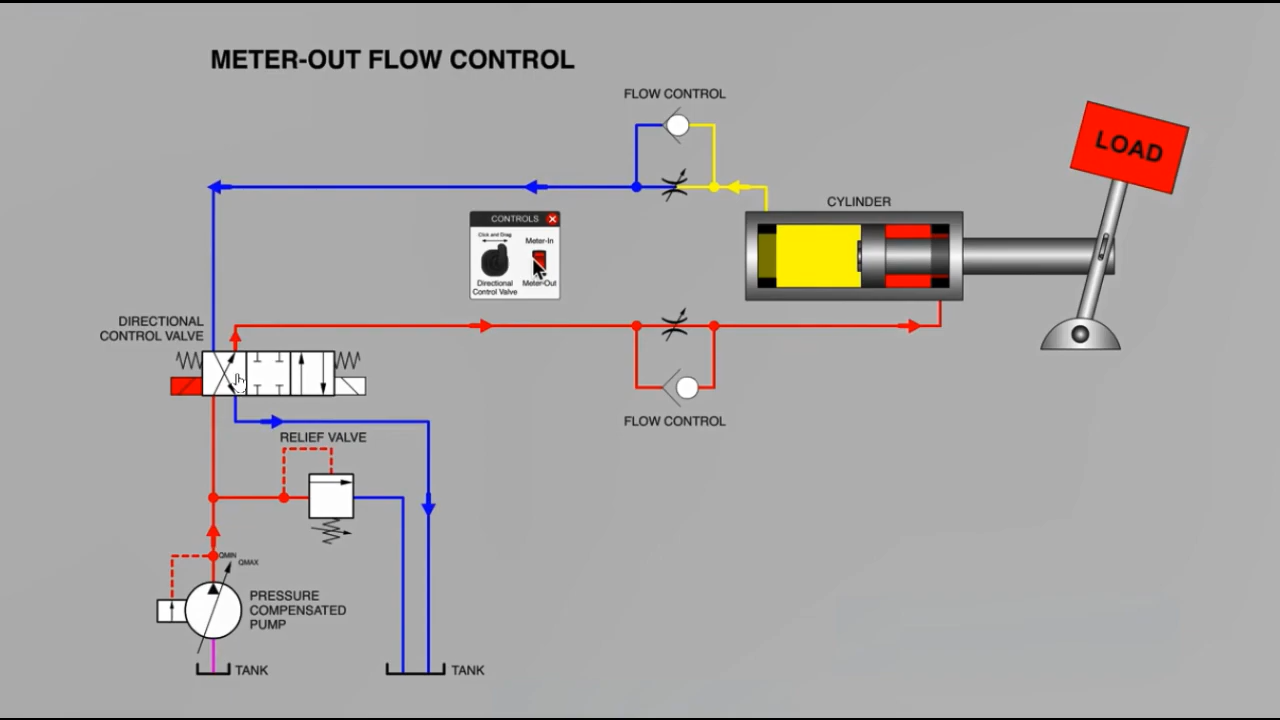 METER-OUT FLOW CONTROL
FLOW CONTROL
LOAD
CYLINDER
CONTROLS
Click and Drag
Meter-In
Directional
Control Valve
Meter-Out
DIRECTIONAL
CONTROL VALVE
FLOW CONTROL
RELIEF VALVE
QMIN
QMAX
PRESSURE
COMPENSATED
PUMP
TANK
TANK